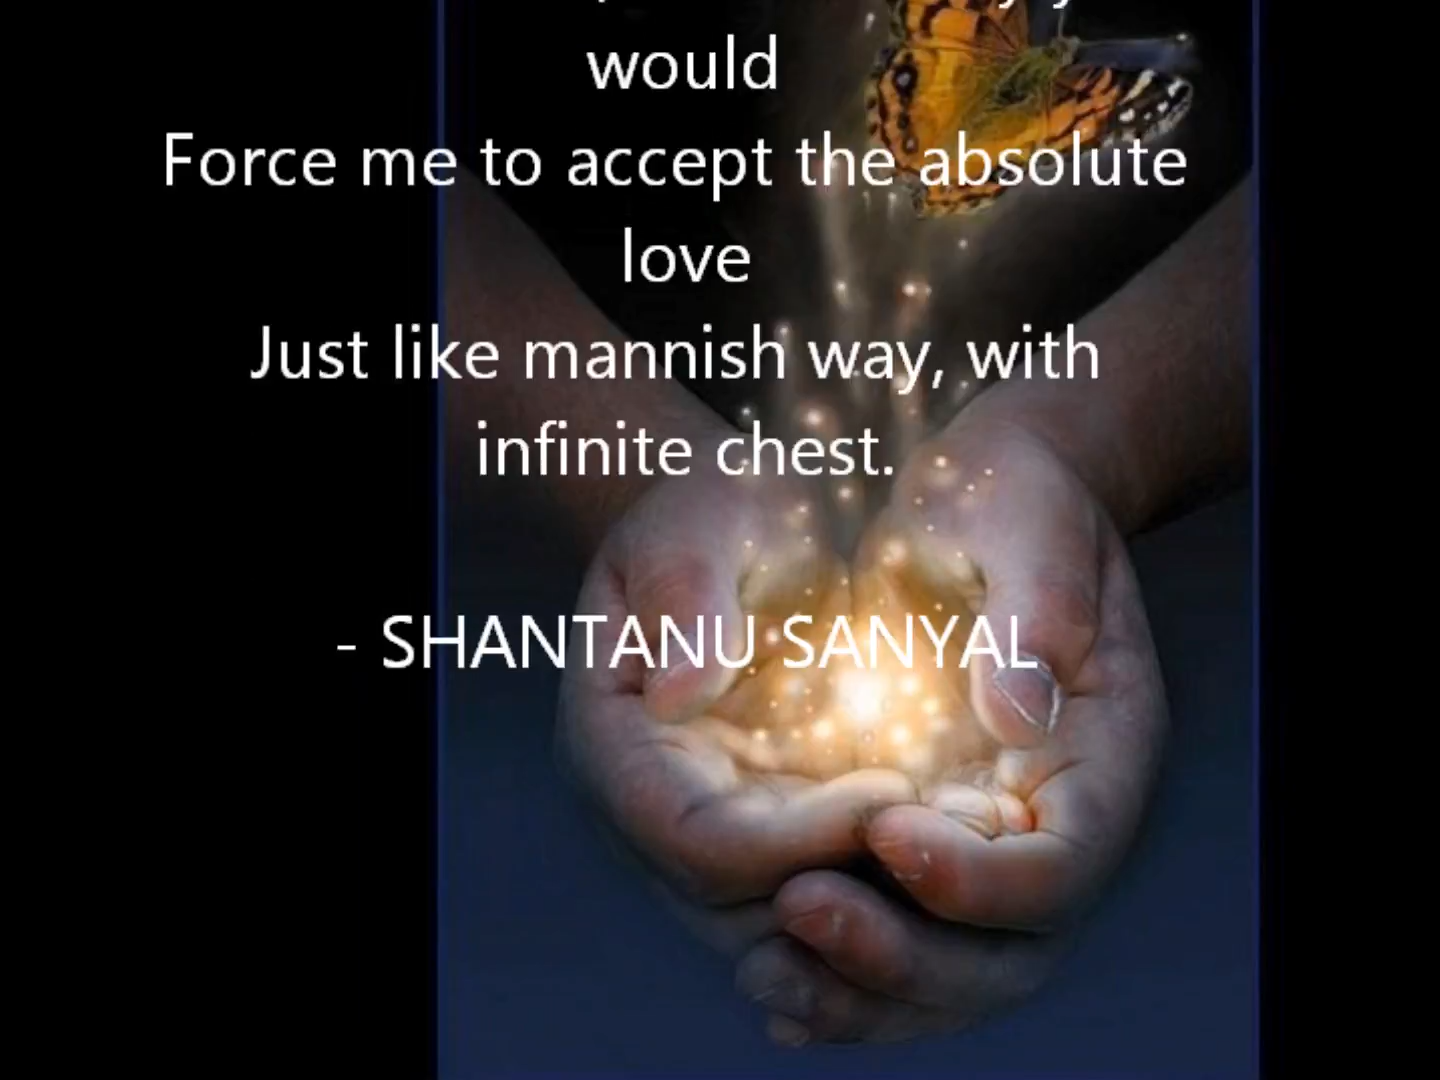 would
Force me to accept the absolute
love
Just like mannish way, with
infinite chest.
- SHANTANU SANYAL